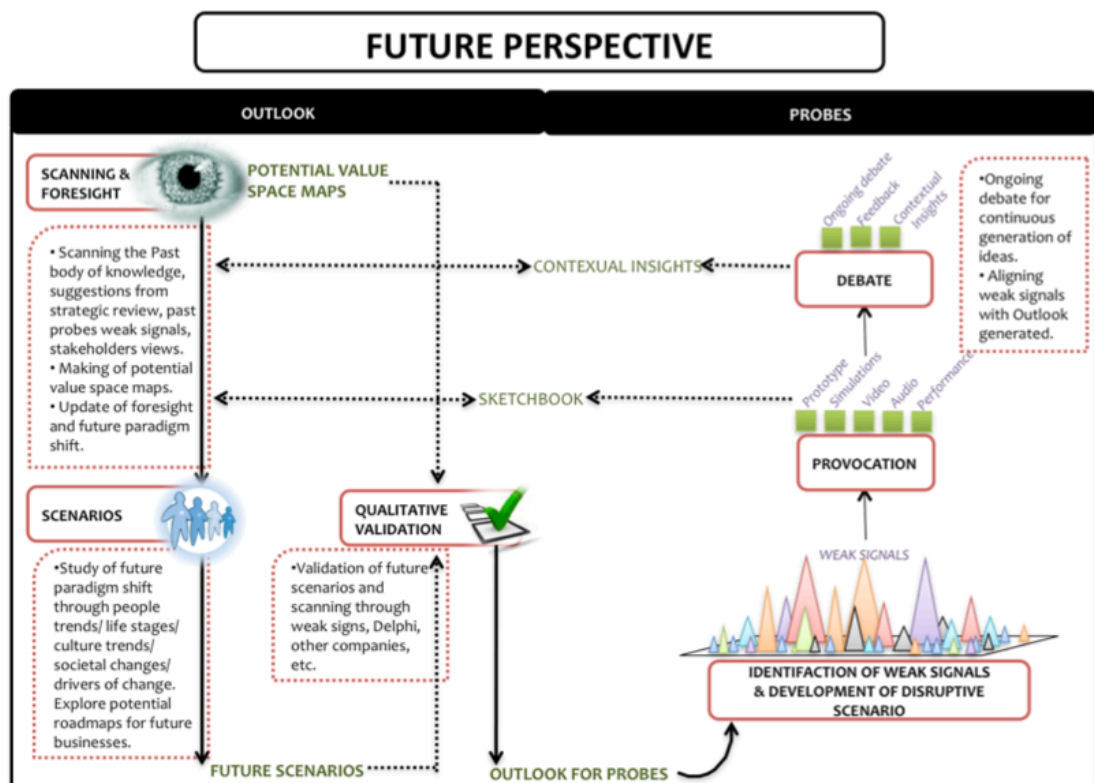 FUTURE PERSPECTIVE
OUTLOOK
PROBES
SCANNING &
FORESIGHT
POTENTIAL VALUE
SPACE MAPS
• Scanning the Past
body of knowledge,
suggestions from
strategic review, past
probes weak signals,
stakeholders views.
• Making of potential
value space maps.
• Update of foresight
and future paradigm
shift.
CONTEXUAL INSIGHTS
SKETCHBOOK
SCENARIOS
•Study of future
paradigm shift
through people
trends/ life stages/
culture trends/
societal changes/
drivers of change.
Explore potential
roadmaps for future
businesses.
FUTURE SCENARIOS
QUALITATIVE
VALIDATION
•Validation of future
scenarios and
scanning through
weak signs, Delphi,
other companies,
etc.
OUTLOOK FOR PROBES
Ongoing debate
Feedback
Contextual
Insights
DEBATE
•Ongoing
debate for
continuous
generation of
ideas.
• Aligning
weak signals
with Outlook
generated.
Prototype
Simulations
Video
Audio
Performance
PROVOCATION
WEAK SIGNALS
IDENTIFACTION OF WEAK SIGNALS
& DEVELOPMENT OF DISRUPTIVE
SCENARIO